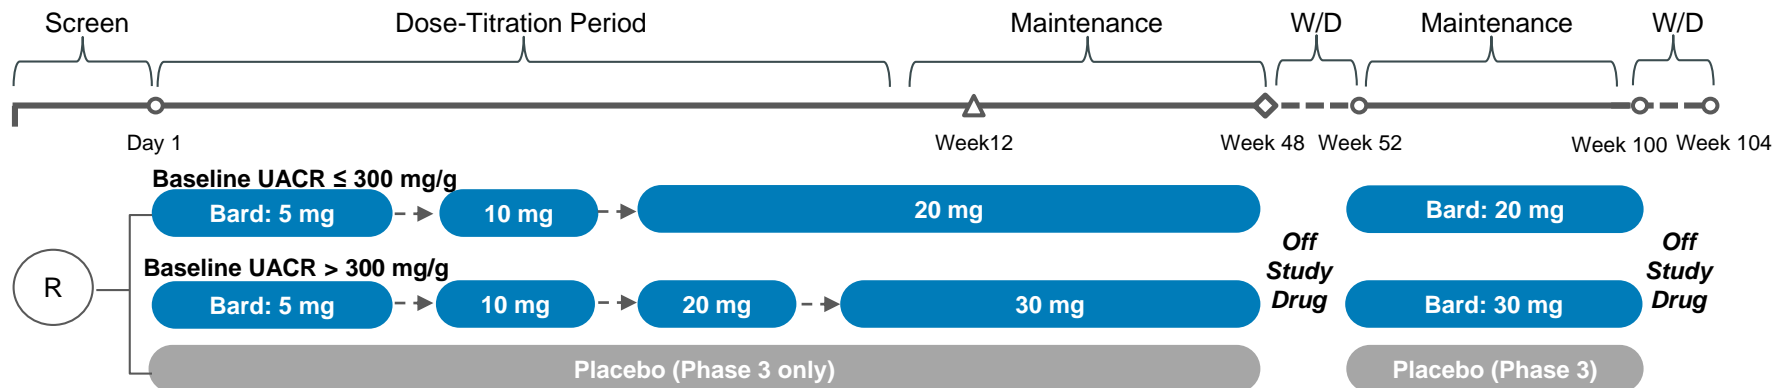 Screen
Dose-Titration Period
Maintenance
W/D
Maintenance
W/D
Day 1
Week12
Week 48
Week 52
Week 100
Week 104
Baseline UACR ≤ 300 mg/g
Bard: 5 mg
10 mg
20 mg
Bard: 20 mg
R
Baseline UACR > 300 mg/g
Bard: 5 mg
10 mg
20 mg
30 mg
Off
Study
Drug
Bard: 30 mg
Off
Study
Drug
Placebo (Phase 3 only)
Placebo (Phase 3)